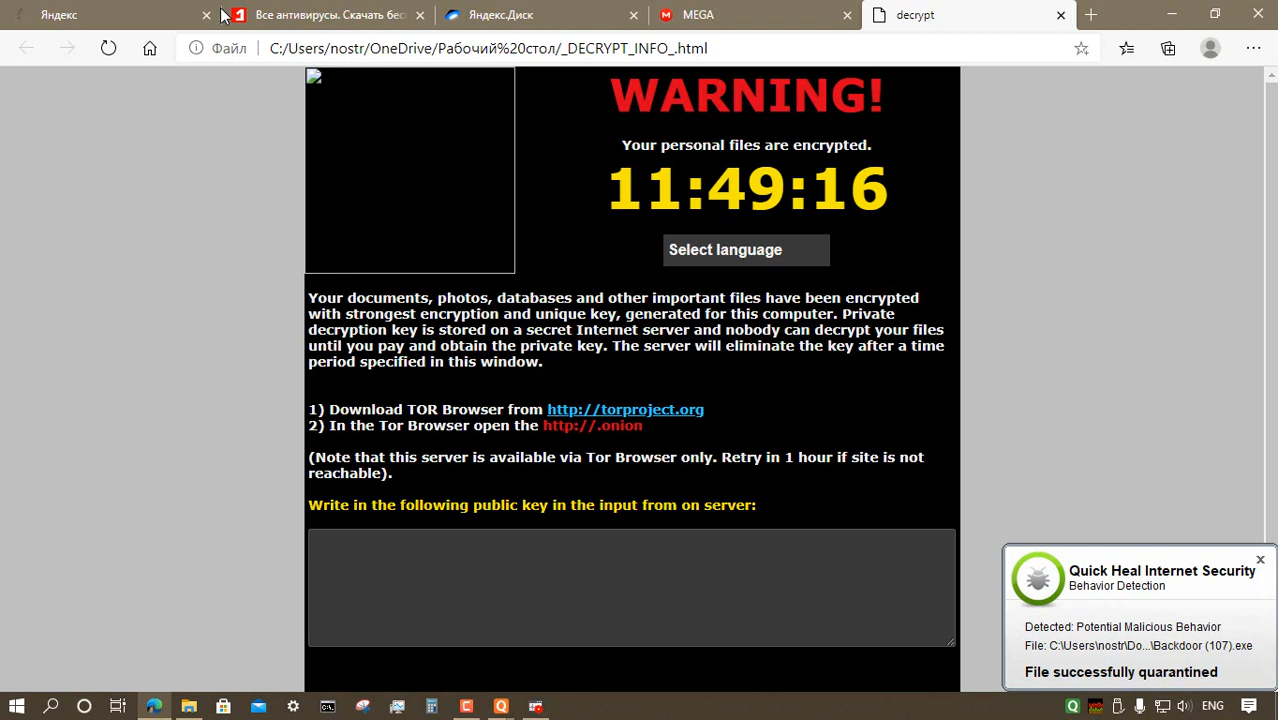 Яндекс
Все антивирусы. Скачать бес
Яндекс.Диск
MEGA
decrypt
Файл
C:/Users/nostr/OneDrive/Рабочий%20стол/_DECRYPT_INFO_.html
WARNING!
Your personal files are encrypted.
11:49:16
Select language
Your documents, photos, databases and other important files have been encrypted
with strongest encryption and unique key, generated for this computer. Private
decryption key is stored on a secret Internet server and nobody can decrypt your files
until you pay and obtain the private key. The server will eliminate the key after a time
period specified in this window.
1) Download TOR Browser from http://torproject.org
2) In the Tor Browser open the http://.onion
(Note that this server is available via Tor Browser only. Retry in 1 hour if site is not
reachable).
Write in the following public key in the input from on server:
Quick Heal Internet Security
Behavior Detection
Detected: Potential Malicious Behavior
File: C:\Users\nostr\Do...\Backdoor (107).exe
File successfully quarantined
ENG